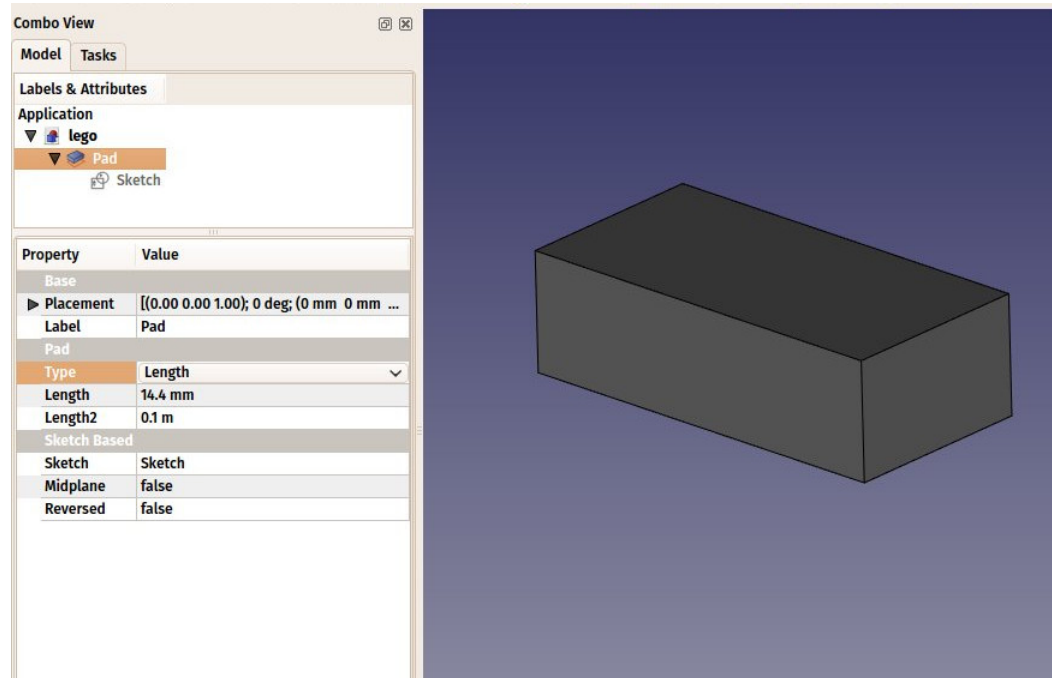 Combo View
Model Tasks
Labels & Attributes
Application
lego
Pad
Sketch
Property Value
Base
Placement [(0.00 0.00 1.00); 0 deg; (0 mm 0 mm ...
Label Pad
Pad
Type Length
Length 14.4 mm
Length2 0.1 m
Sketch Based
Sketch Sketch
Midplane false
Reversed false